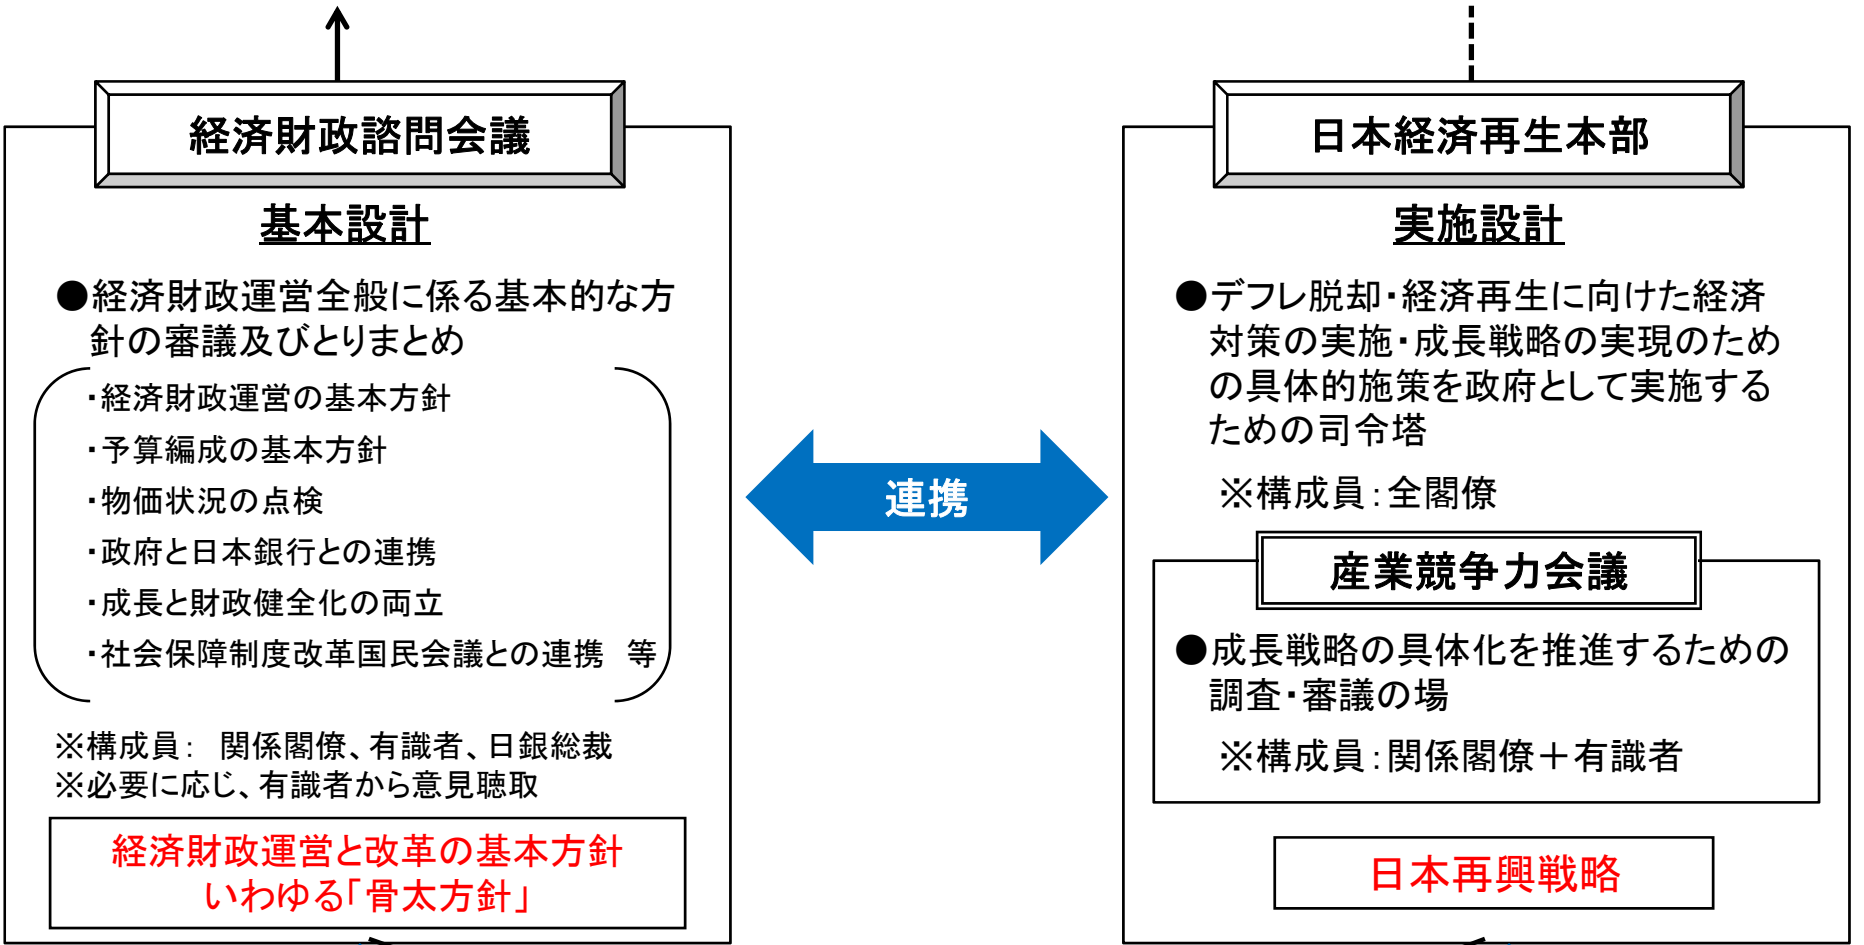 経済財政諮問会議
基本設計
●経済財政運営全般に係る基本的な方
針の審議及びとりまとめ
・経済財政運営の基本方針
・予算編成の基本方針
・物価状況の点検
・政府と日本銀行との連携
・成長と財政健全化の両立
・社会保障制度改革国民会議との連携　等
※構成員：　関係閣僚、有識者、日銀総裁
※必要に応じ、有識者から意見聴取
経済財政運営と改革の基本方針
いわゆる「骨太方針」
連携
日本経済再生本部
実施設計
●デフレ脱却・経済再生に向けた経済
対策の実施・成長戦略の実現のため
の具体的施策を政府として実施する
ための司令塔
※構成員：全閣僚
産業競争力会議
●成長戦略の具体化を推進するための
調査・審議の場
※構成員：関係閣僚＋有識者
日本再興戦略